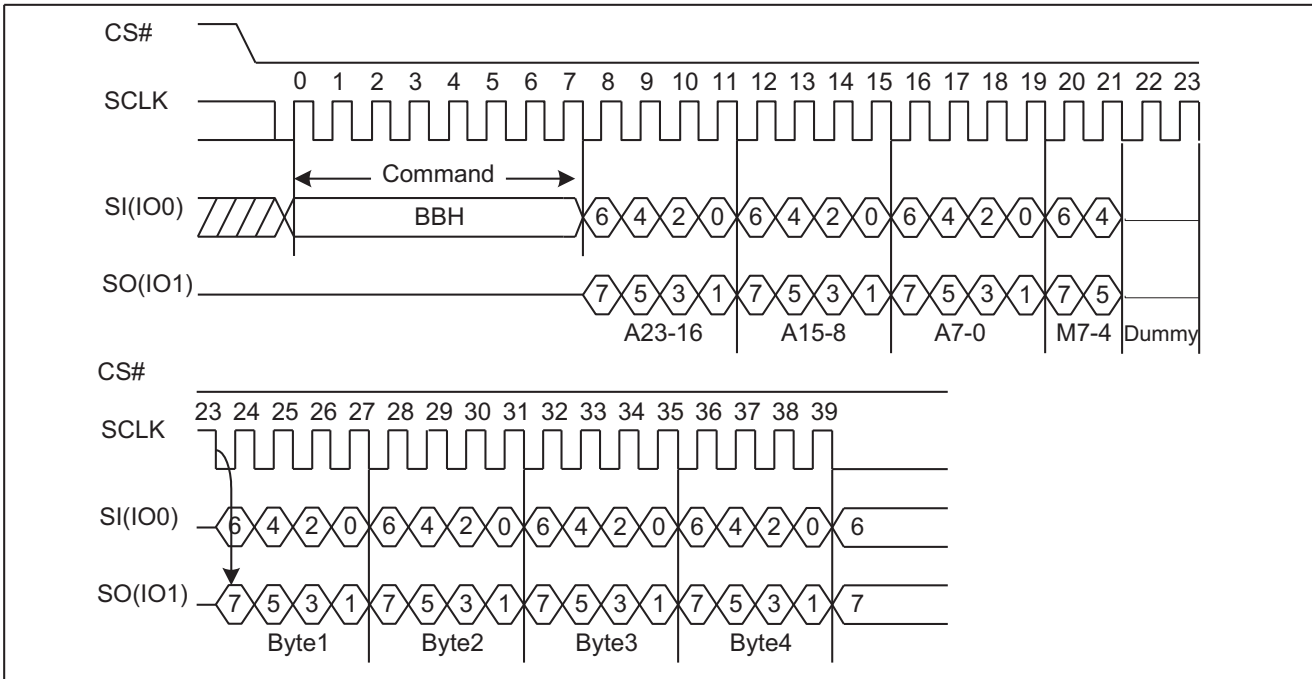 CS#
0 1 2 3 4 5 6 7 8 9 10 11 12 13 14 15 16 17 18 19 20 21 22 23
SCLK
Command
SI(IO0) BBH 6 4 2 0 6 4 2 0 6 4 2 0 6 4
SO(IO1) 7 5 3 1 7 5 3 1 7 5 3 1 7 5
A23-16 A15-8 A7-0 M7-4 Dummy
CS#
23 24 25 26 27 28 29 30 31 32 33 34 35 36 37 38 39
SCLK
SI(IO0) 6 4 2 0 6 4 2 0 6 4 2 0 6 4 2 0 6
SO(IO1) 7 5 3 1 7 5 3 1 7 5 3 1 7 5 3 1 7
Byte1 Byte2 Byte3 Byte4